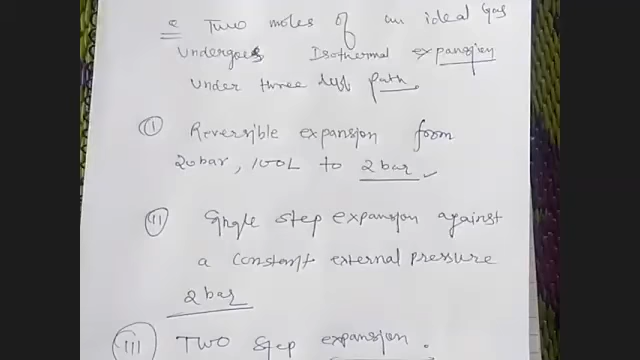 Q Two moles of an ideal gas
undergoes Isothermal expansion
under three diff path.
(I) Reversible expansion from
20bar, 100L to 2bar
(II) Single step expansion against
a constant external pressure
2bar
(III) Two step expansion.